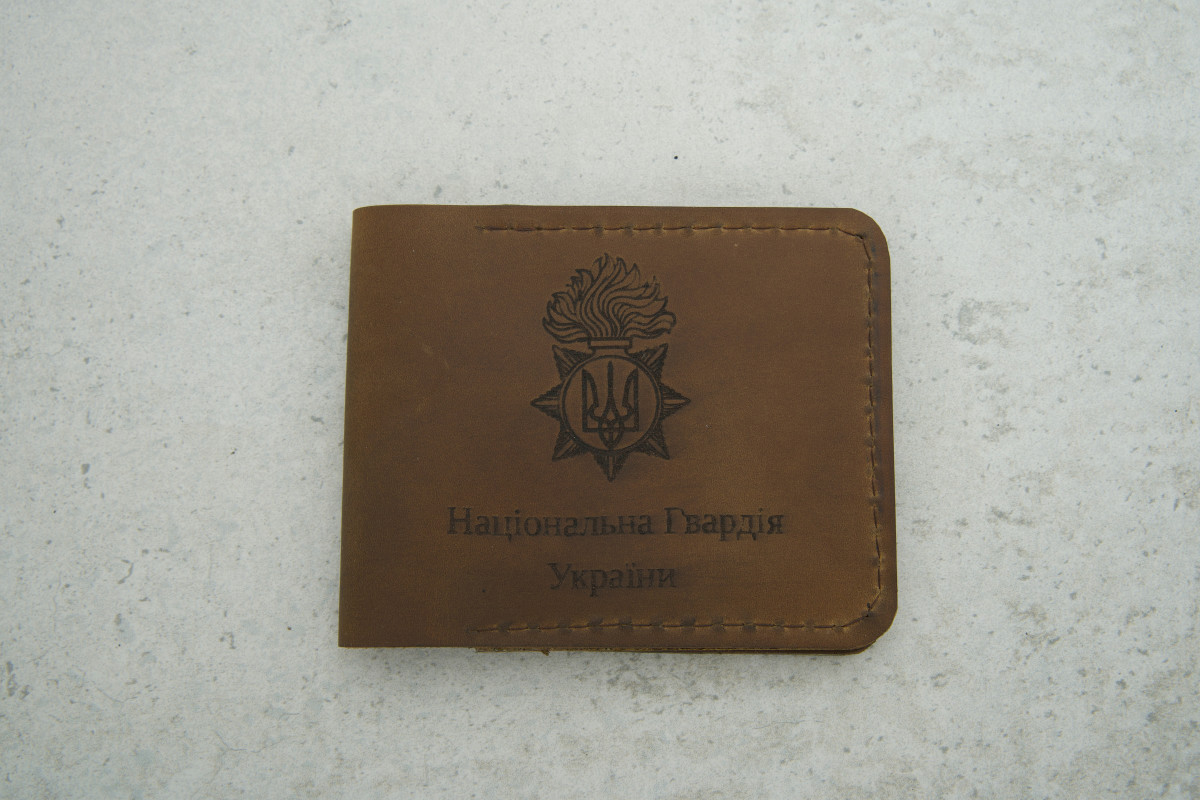 Національна Гвардія
України